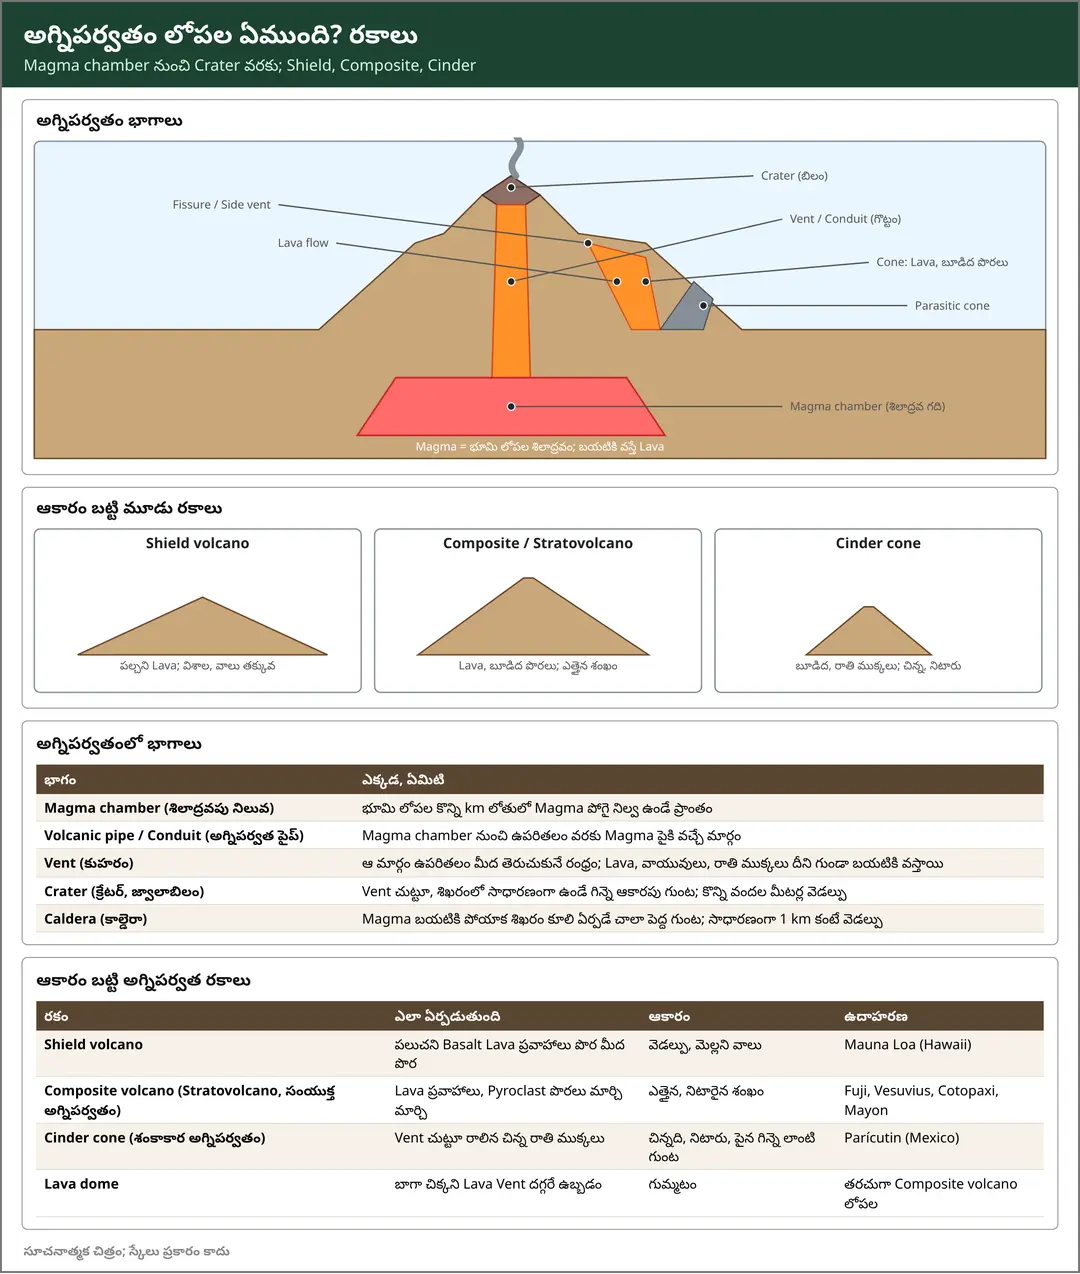 అగ్నిపర్వతం లోపల ఏముంది? రకాలు
Magma chamber నుంచి Crater వరకు; Shield, Composite, Cinder
అగ్నిపర్వతం భాగాలు
Crater (బిలం)
Fissure / Side vent
Vent / Conduit (గొట్టం)
Lava flow
Cone: Lava, బూడిద పొరలు
Parasitic cone
Magma chamber (శిలాద్రవ గది)
Magma = భూమి లోపల శిలాద్రవం; బయటికి వస్తే Lava
ఆకారం బట్టి మూడు రకాలు
Shield volcano
పల్చని Lava; విశాల, వాలు తక్కువ
Composite / Stratovolcano
Lava, బూడిద పొరలు; ఎత్తైన శంఖం
Cinder cone
బూడిద, రాతి ముక్కలు; చిన్న, నిటారు
అగ్నిపర్వతంలో భాగాలు
భాగం ఎక్కడ, ఏమిటి
Magma chamber (శిలాద్రవపు నిలువ) భూమి లోపల కొన్ని km లోతులో Magma పోగై నిల్వ ఉండే ప్రాంతం
Volcanic pipe / Conduit (అగ్నిపర్వత పైప్) Magma chamber నుంచి ఉపరితలం వరకు Magma పైకి వచ్చే మార్గం
Vent (కుహరం) ఆ మార్గం ఉపరితలం మీద తెరుచుకునే రంధ్రం; Lava, వాయువులు, రాతి ముక్కలు దీని గుండా బయటికి వస్తాయి
Crater (క్రేటర్, జ్వాలాబిలం) Vent చుట్టూ, శిఖరంలో సాధారణంగా ఉండే గిన్నె ఆకారపు గుంట; కొన్ని వందల మీటర్ల వెడల్పు
Caldera (కాల్డెరా) Magma బయటికి పోయాక శిఖరం కూలి ఏర్పడే చాలా పెద్ద గుంట; సాధారణంగా 1 km కంటే వెడల్పు
ఆకారం బట్టి అగ్నిపర్వత రకాలు
రకం ఎలా ఏర్పడుతుంది ఆకారం ఉదాహరణ
Shield volcano పలుచని Basalt Lava ప్రవాహాలు పొర మీద వెడల్పు, మెల్లని వాలు Mauna Loa (Hawaii)
పొర
Composite volcano (Stratovolcano, సంయుక్త Lava ప్రవాహాలు, Pyroclast పొరలు మార్చి ఎత్తైన, నిటారైన శంఖం Fuji, Vesuvius, Cotopaxi,
అగ్నిపర్వతం) మార్చి Mayon
Cinder cone (శంకాకార అగ్నిపర్వతం) Vent చుట్టూ రాలిన చిన్న రాతి ముక్కలు చిన్నది, నిటారు, పైన గిన్నె లాంటి Parícutin (Mexico)
గుంట
Lava dome బాగా చిక్కని Lava Vent దగ్గరే ఉబ్బడం గుమ్మటం తరచుగా Composite volcano
లోపల
సూచనాత్మక చిత్రం; స్కేలు ప్రకారం కాదు